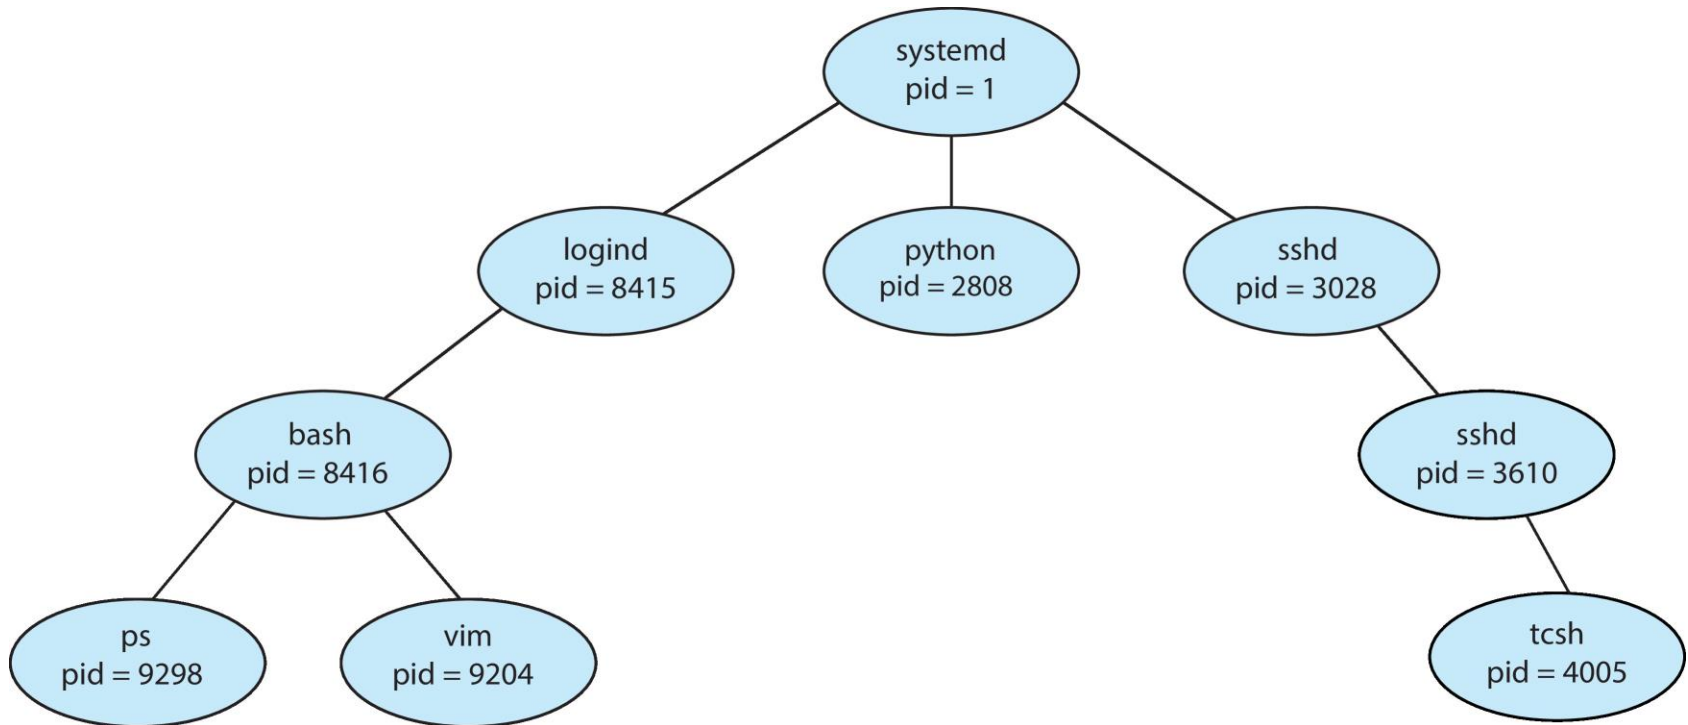 systemd
pid = 1
logind
pid = 8415
python
pid = 2808
sshd
pid = 3028
bash
pid = 8416
sshd
pid = 3610
ps
pid = 9298
vim
pid = 9204
tcsh
pid = 4005